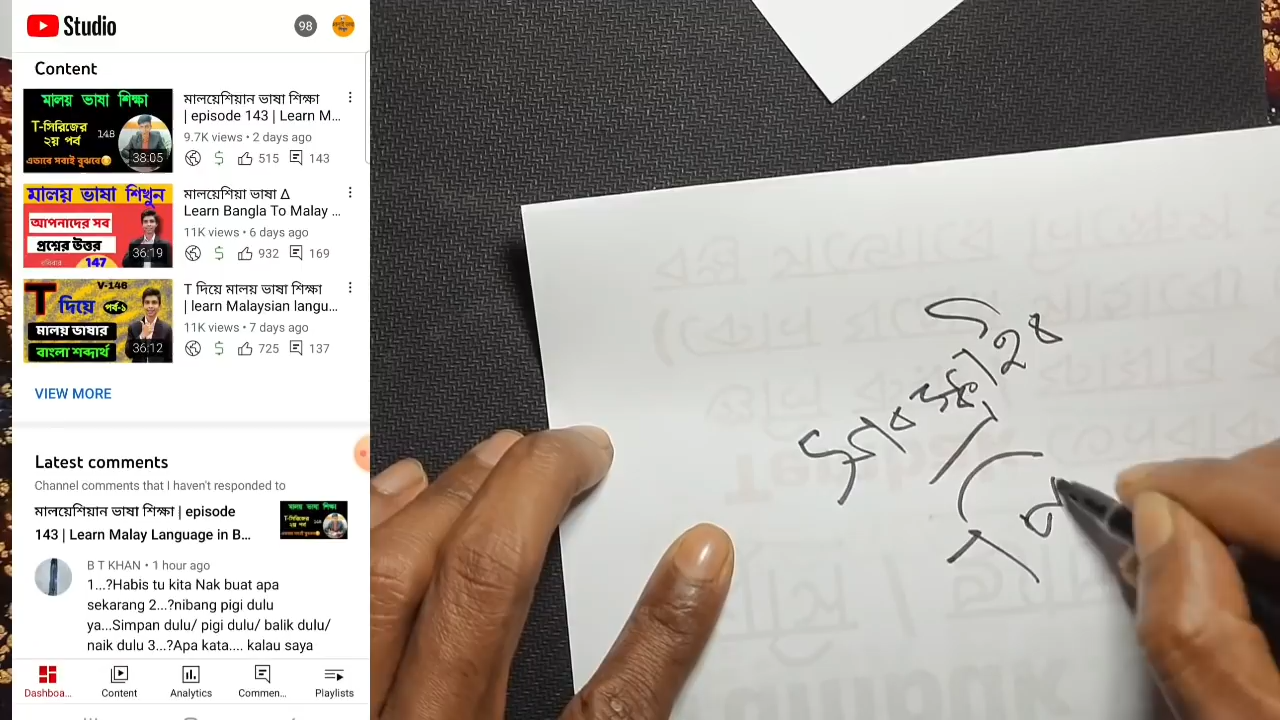 Studio
98
Content
মালয় ভাষা শিক্ষা
T-সিরিজের
২য় পর্ব
148
এভাবে সবাই বুঝবে
38:05
মালয়েশিয়ান ভাষা শিক্ষা
| episode 143 | Learn M...
9.7K views • 2 days ago
515
143
মালয় ভাষা শিখুন
আপনাদের সব
প্রশ্নের উত্তর
রবিবার
147
36:19
মালয়েশিয়া ভাষা Δ
Learn Bangla To Malay ...
11K views • 6 days ago
932
169
V-146
T দিয়ে পর্ব-১
মালয় ভাষার
বাংলা শব্দার্থ
36:12
T দিয়ে মালয় ভাষা শিক্ষা
| learn Malaysian langu...
11K views • 7 days ago
725
137
VIEW MORE
Latest comments
Channel comments that I haven't responded to
মালয়েশিয়ান ভাষা শিক্ষা | episode
143 | Learn Malay Language in B...
B T KHAN • 1 hour ago
1...?Habis tu kita Nak buat apa
sekarang 2...?nibang pigi dulu
ya...Simpan dulu/ pigi dulu/ balik dulu/
naik dulu 3...?Apa kata.... kalau saya
Dashboa...
Content
Analytics
Commen...
Playlists